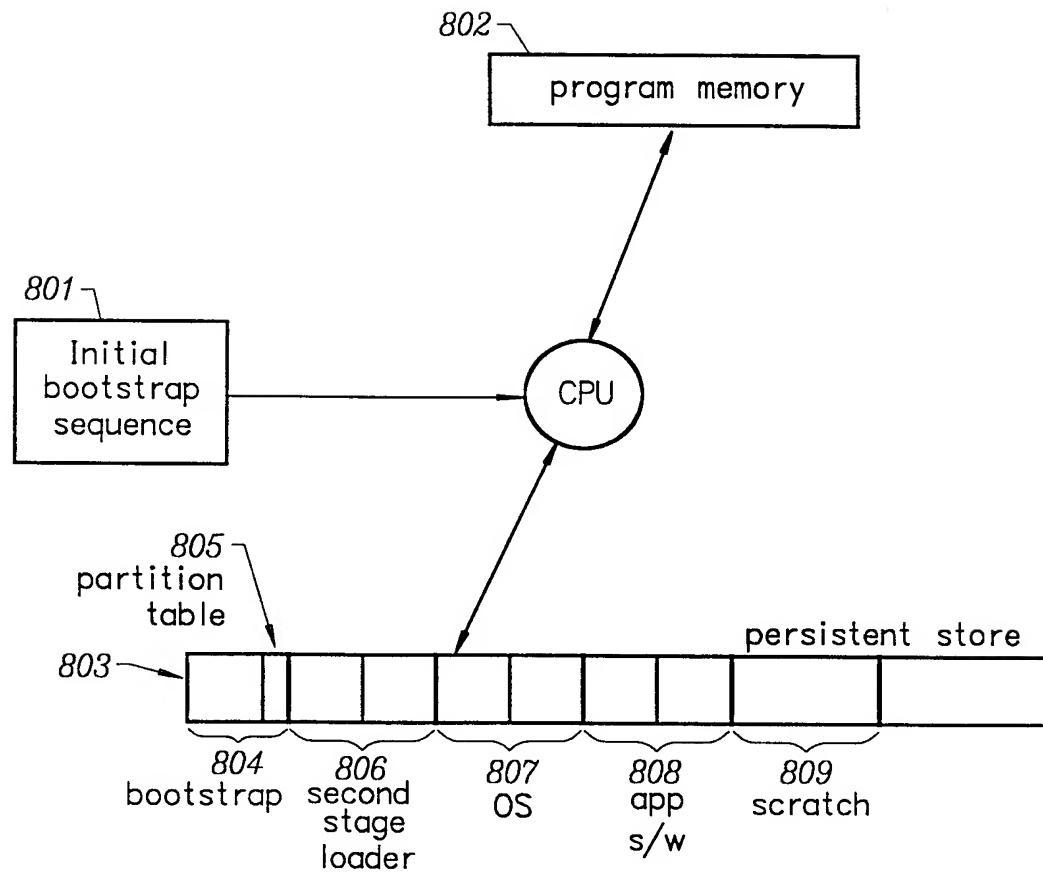 802
program memory
801
Initial
bootstrap
sequence
CPU
805
partition
table
persistent store
803
804
bootstrap
806
second
stage
loader
807
OS
808
app
s/w
809
scratch